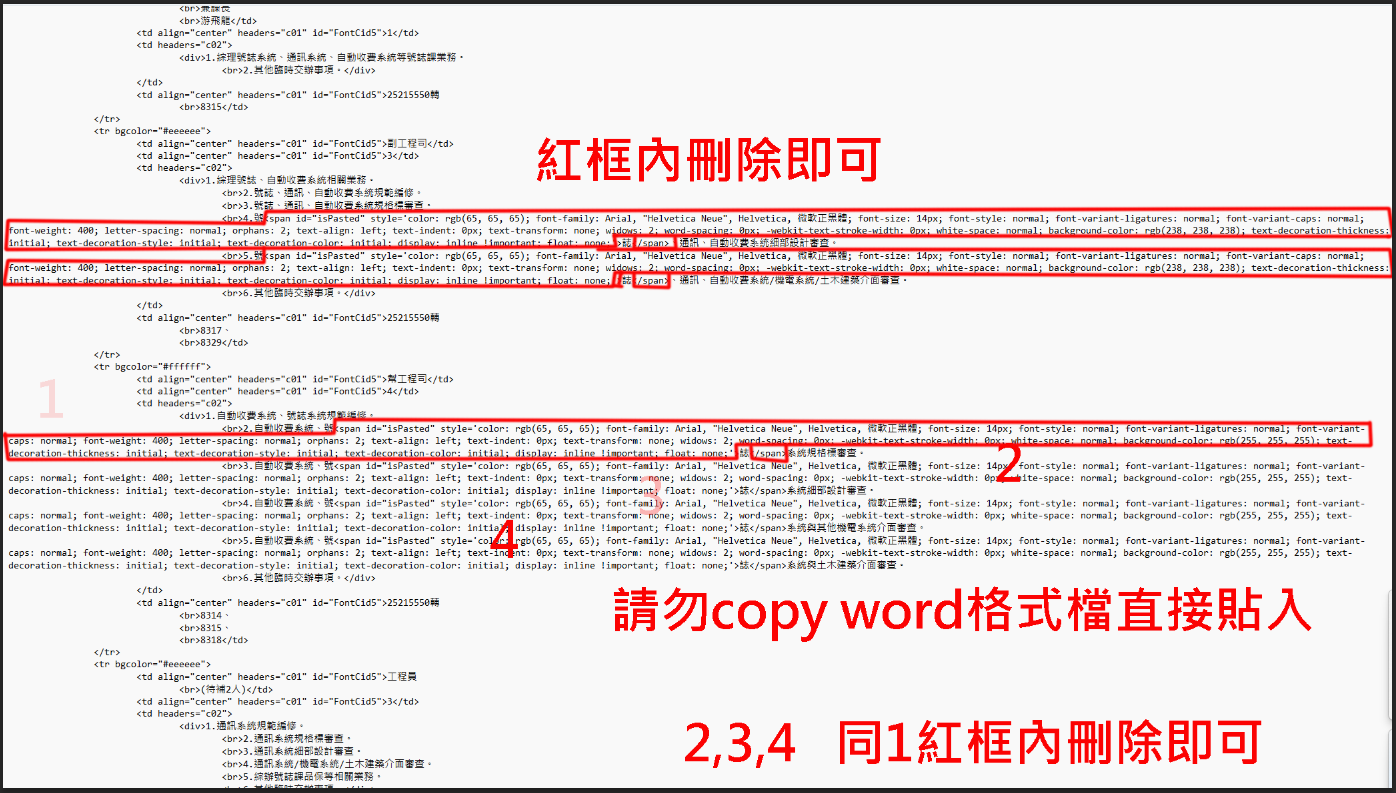 <br>兼課長
<br>游飛龍</td>
<td align="center" headers="c01" id="FontCid5">1</td>
<td headers="c02">
<div>1.綜理號誌系統、通訊系統、自動收費系統等號誌課業務。
<br>2.其他臨時交辦事項。</div>
</td>
<td align="center" headers="c01" id="FontCid5">25215550轉
<br>8315</td>
</tr>
<tr bgcolor="#eeeeee">
<td align="center" headers="c01" id="FontCid5">副工程司</td>
<td align="center" headers="c01" id="FontCid5">3</td>
<td headers="c02">
紅框內刪除即可
<div>1.綜理號誌、自動收費系統相關業務。
<br>2.號誌、通訊、自動收費系統規範編修。
<br>3.號誌、通訊、自動收費系統規格標審查。
<br>4.號<span id="isPasted" style='color: rgb(65, 65, 65); font-family: Arial, "Helvetica Neue", Helvetica, 微軟正黑體; font-size: 14px; font-style: normal; font-variant-ligatures: normal; font-variant-caps: normal;
font-weight: 400; letter-spacing: normal; orphans: 2; text-align: left; text-indent: 0px; text-transform: none; widows: 2; word-spacing: 0px; -webkit-text-stroke-width: 0px; white-space: normal; background-color: rgb(238, 238, 238); text-decoration-thickness:
initial; text-decoration-style: initial; text-decoration-color: initial; display: inline !important; float: none;'>誌</span>、通訊、自動收費系統細部設計審查。
<br>5.號<span id="isPasted" style='color: rgb(65, 65, 65); font-family: Arial, "Helvetica Neue", Helvetica, 微軟正黑體; font-size: 14px; font-style: normal; font-variant-ligatures: normal; font-variant-caps: normal;
font-weight: 400; letter-spacing: normal; orphans: 2; text-align: left; text-indent: 0px; text-transform: none; widows: 2; word-spacing: 0px; -webkit-text-stroke-width: 0px; white-space: normal; background-color: rgb(238, 238, 238); text-decoration-thickness:
initial; text-decoration-style: initial; text-decoration-color: initial; display: inline !important; float: none;'>誌</span>、通訊、自動收費系統/機電系統/土木建築介面審查。
<br>6.其他臨時交辦事項。</div>
</td>
<td align="center" headers="c01" id="FontCid5">25215550轉
<br>8317、
<br>8329</td>
</tr>
<tr bgcolor="#ffffff">
<td align="center" headers="c01" id="FontCid5">幫工程司</td>
<td align="center" headers="c01" id="FontCid5">4</td>
1
<td headers="c02">
<div>1.自動收費系統、號誌系統規範編修。
<br>2.自動收費系統、號<span id="isPasted" style='color: rgb(65, 65, 65); font-family: Arial, "Helvetica Neue", Helvetica, 微軟正黑體; font-size: 14px; font-style: normal; font-variant-ligatures: normal; font-variant-
caps: normal; font-weight: 400; letter-spacing: normal; orphans: 2; text-align: left; text-indent: 0px; text-transform: none; widows: 2; word-spacing: 0px; -webkit-text-stroke-width: 0px; white-space: normal; background-color: rgb(255, 255, 255); text-
decoration-thickness: initial; text-decoration-style: initial; text-decoration-color: initial; display: inline !important; float: none;'>誌</span>系統規格標審查。
2
<br>3.自動收費系統、號<span id="isPasted" style='color: rgb(65, 65, 65); font-family: Arial, "Helvetica Neue", Helvetica, 微軟正黑體; font-size: 14px; font-style: normal; font-variant-ligatures: normal; font-variant-
caps: normal; font-weight: 400; letter-spacing: normal; orphans: 2; text-align: left; text-indent: 0px; text-transform: none; widows: 2; word-spacing: 0px; -webkit-text-stroke-width: 0px; white-space: normal; background-color: rgb(255, 255, 255); text-
decoration-thickness: initial; text-decoration-style: initial; text-decoration-color: initial; display: inline !important; float: none;'>誌</span>系統細部設計審查。
3
<br>4.自動收費系統、號<span id="isPasted" style='color: rgb(65, 65, 65); font-family: Arial, "Helvetica Neue", Helvetica, 微軟正黑體; font-size: 14px; font-style: normal; font-variant-ligatures: normal; font-variant-
caps: normal; font-weight: 400; letter-spacing: normal; orphans: 2; text-align: left; text-indent: 0px; text-transform: none; widows: 2; word-spacing: 0px; -webkit-text-stroke-width: 0px; white-space: normal; background-color: rgb(255, 255, 255); text-
decoration-thickness: initial; text-decoration-style: initial; text-decoration-color: initial; display: inline !important; float: none;'>誌</span>系統與其他機電系統介面審查。
4
<br>5.自動收費系統、號<span id="isPasted" style='color: rgb(65, 65, 65); font-family: Arial, "Helvetica Neue", Helvetica, 微軟正黑體; font-size: 14px; font-style: normal; font-variant-ligatures: normal; font-variant-
caps: normal; font-weight: 400; letter-spacing: normal; orphans: 2; text-align: left; text-indent: 0px; text-transform: none; widows: 2; word-spacing: 0px; -webkit-text-stroke-width: 0px; white-space: normal; background-color: rgb(255, 255, 255); text-
decoration-thickness: initial; text-decoration-style: initial; text-decoration-color: initial; display: inline !important; float: none;'>誌</span>系統與土木建築介面審查。
<br>6.其他臨時交辦事項。</div>
</td>
<td align="center" headers="c01" id="FontCid5">25215550轉
<br>8314、
<br>8315、
<br>8318</td>
請勿copy word格式檔直接貼入
</tr>
<tr bgcolor="#eeeeee">
<td align="center" headers="c01" id="FontCid5">工程員
<br>(待補2人)</td>
<td align="center" headers="c01" id="FontCid5">3</td>
<td headers="c02">
<div>1.通訊系統規範編修。
<br>2.通訊系統規格標審查。
<br>3.通訊系統細部設計審查。
2,3,4 同1紅框內刪除即可
<br>4.通訊系統/機電系統/土木建築介面審查。
<br>5.綜辦號誌課品保等相關業務。
<br>6.其他臨時交辦事項。</div>